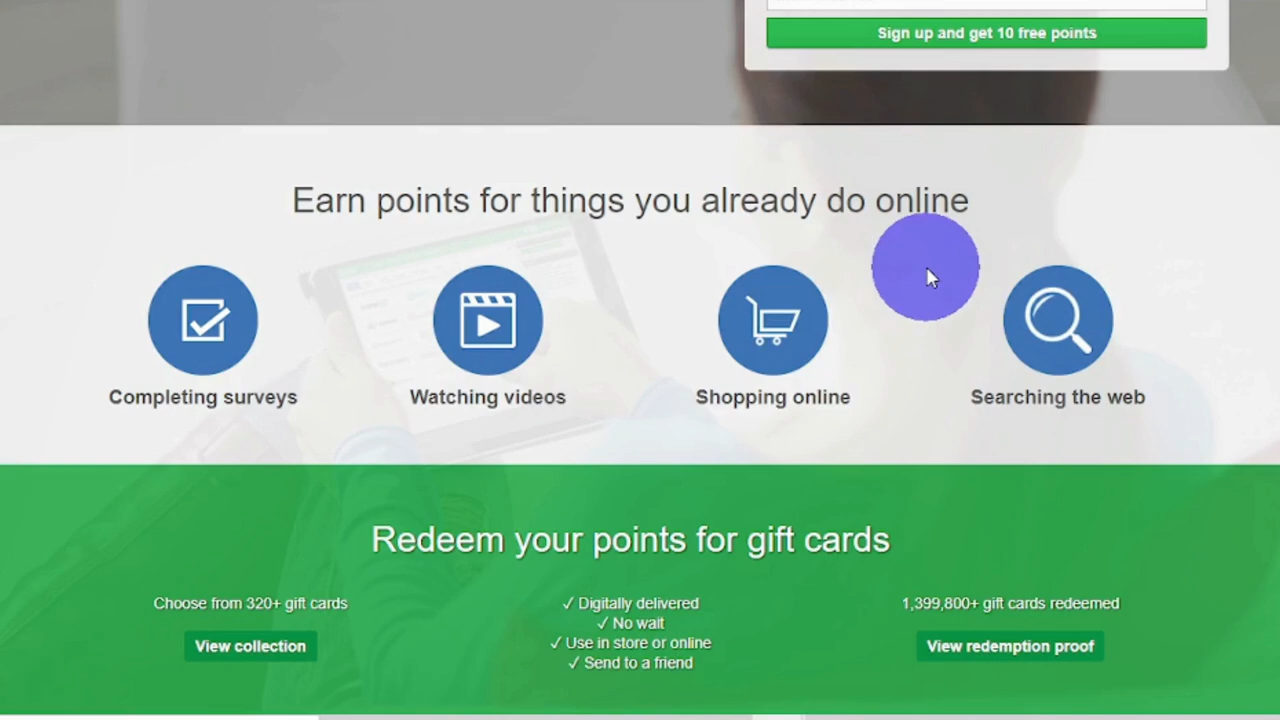 Sign up and get 10 free points
Earn points for things you already do online
Completing surveys
Watching videos
Shopping online
Searching the web
Redeem your points for gift cards
Choose from 320+ gift cards
View collection
✓ Digitally delivered
✓ No wait
✓ Use in store or online
✓ Send to a friend
1,399,800+ gift cards redeemed
View redemption proof